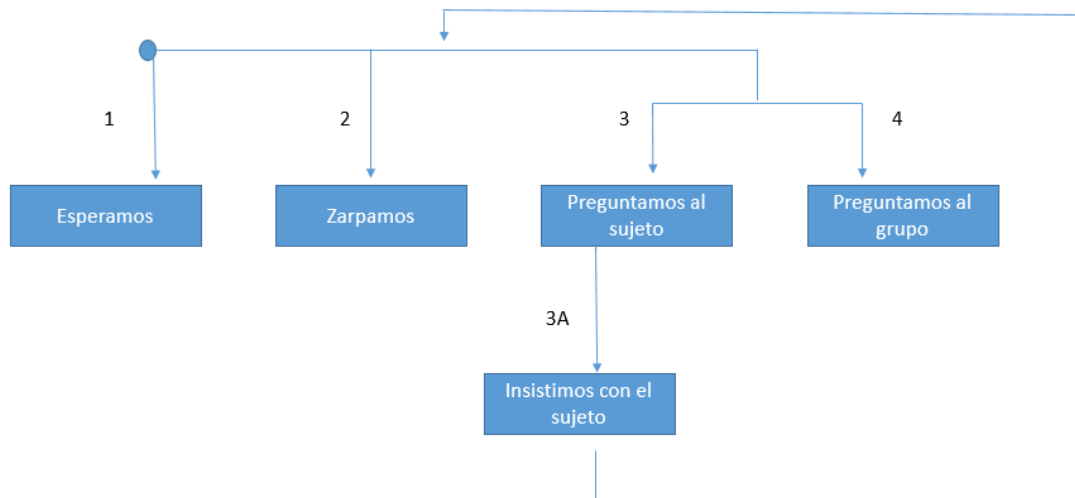 1
2
3
4
Esperamos
Zarpamos
Preguntamos al
sujeto
Preguntamos al
grupo
3A
Insistimos con el
sujeto